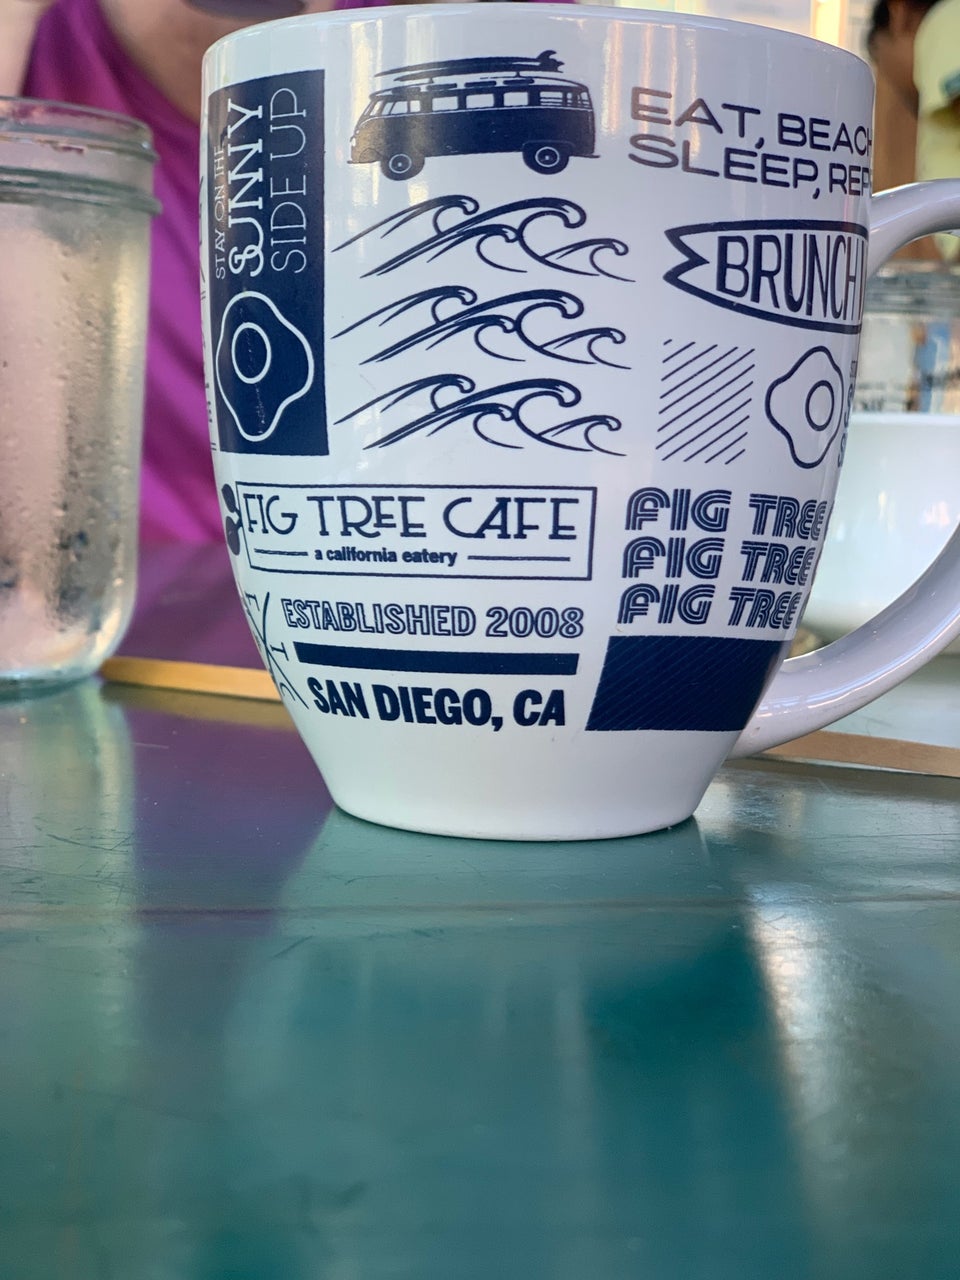 STAY ON THE
SUNNY
SIDE UP
EAT, BEACH
SLEEP, REP
BRUNCH
FIG TREE CAFE
a california eatery
ESTABLISHED 2008
SAN DIEGO, CA
FIG TREE
FIG TREE
FIG TREE